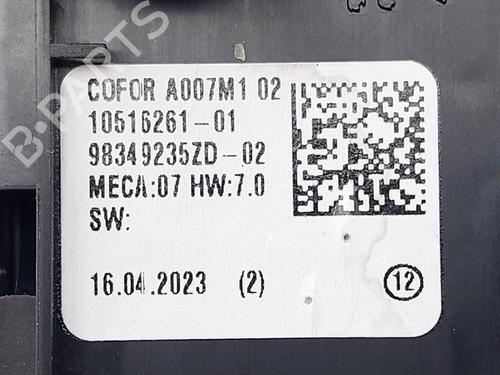 COFOR A007M1 02
10516261-01
98349235ZD-02
MECA:07 HW:7.0
SW:
16.04.2023 (2)
12
B-PARTS